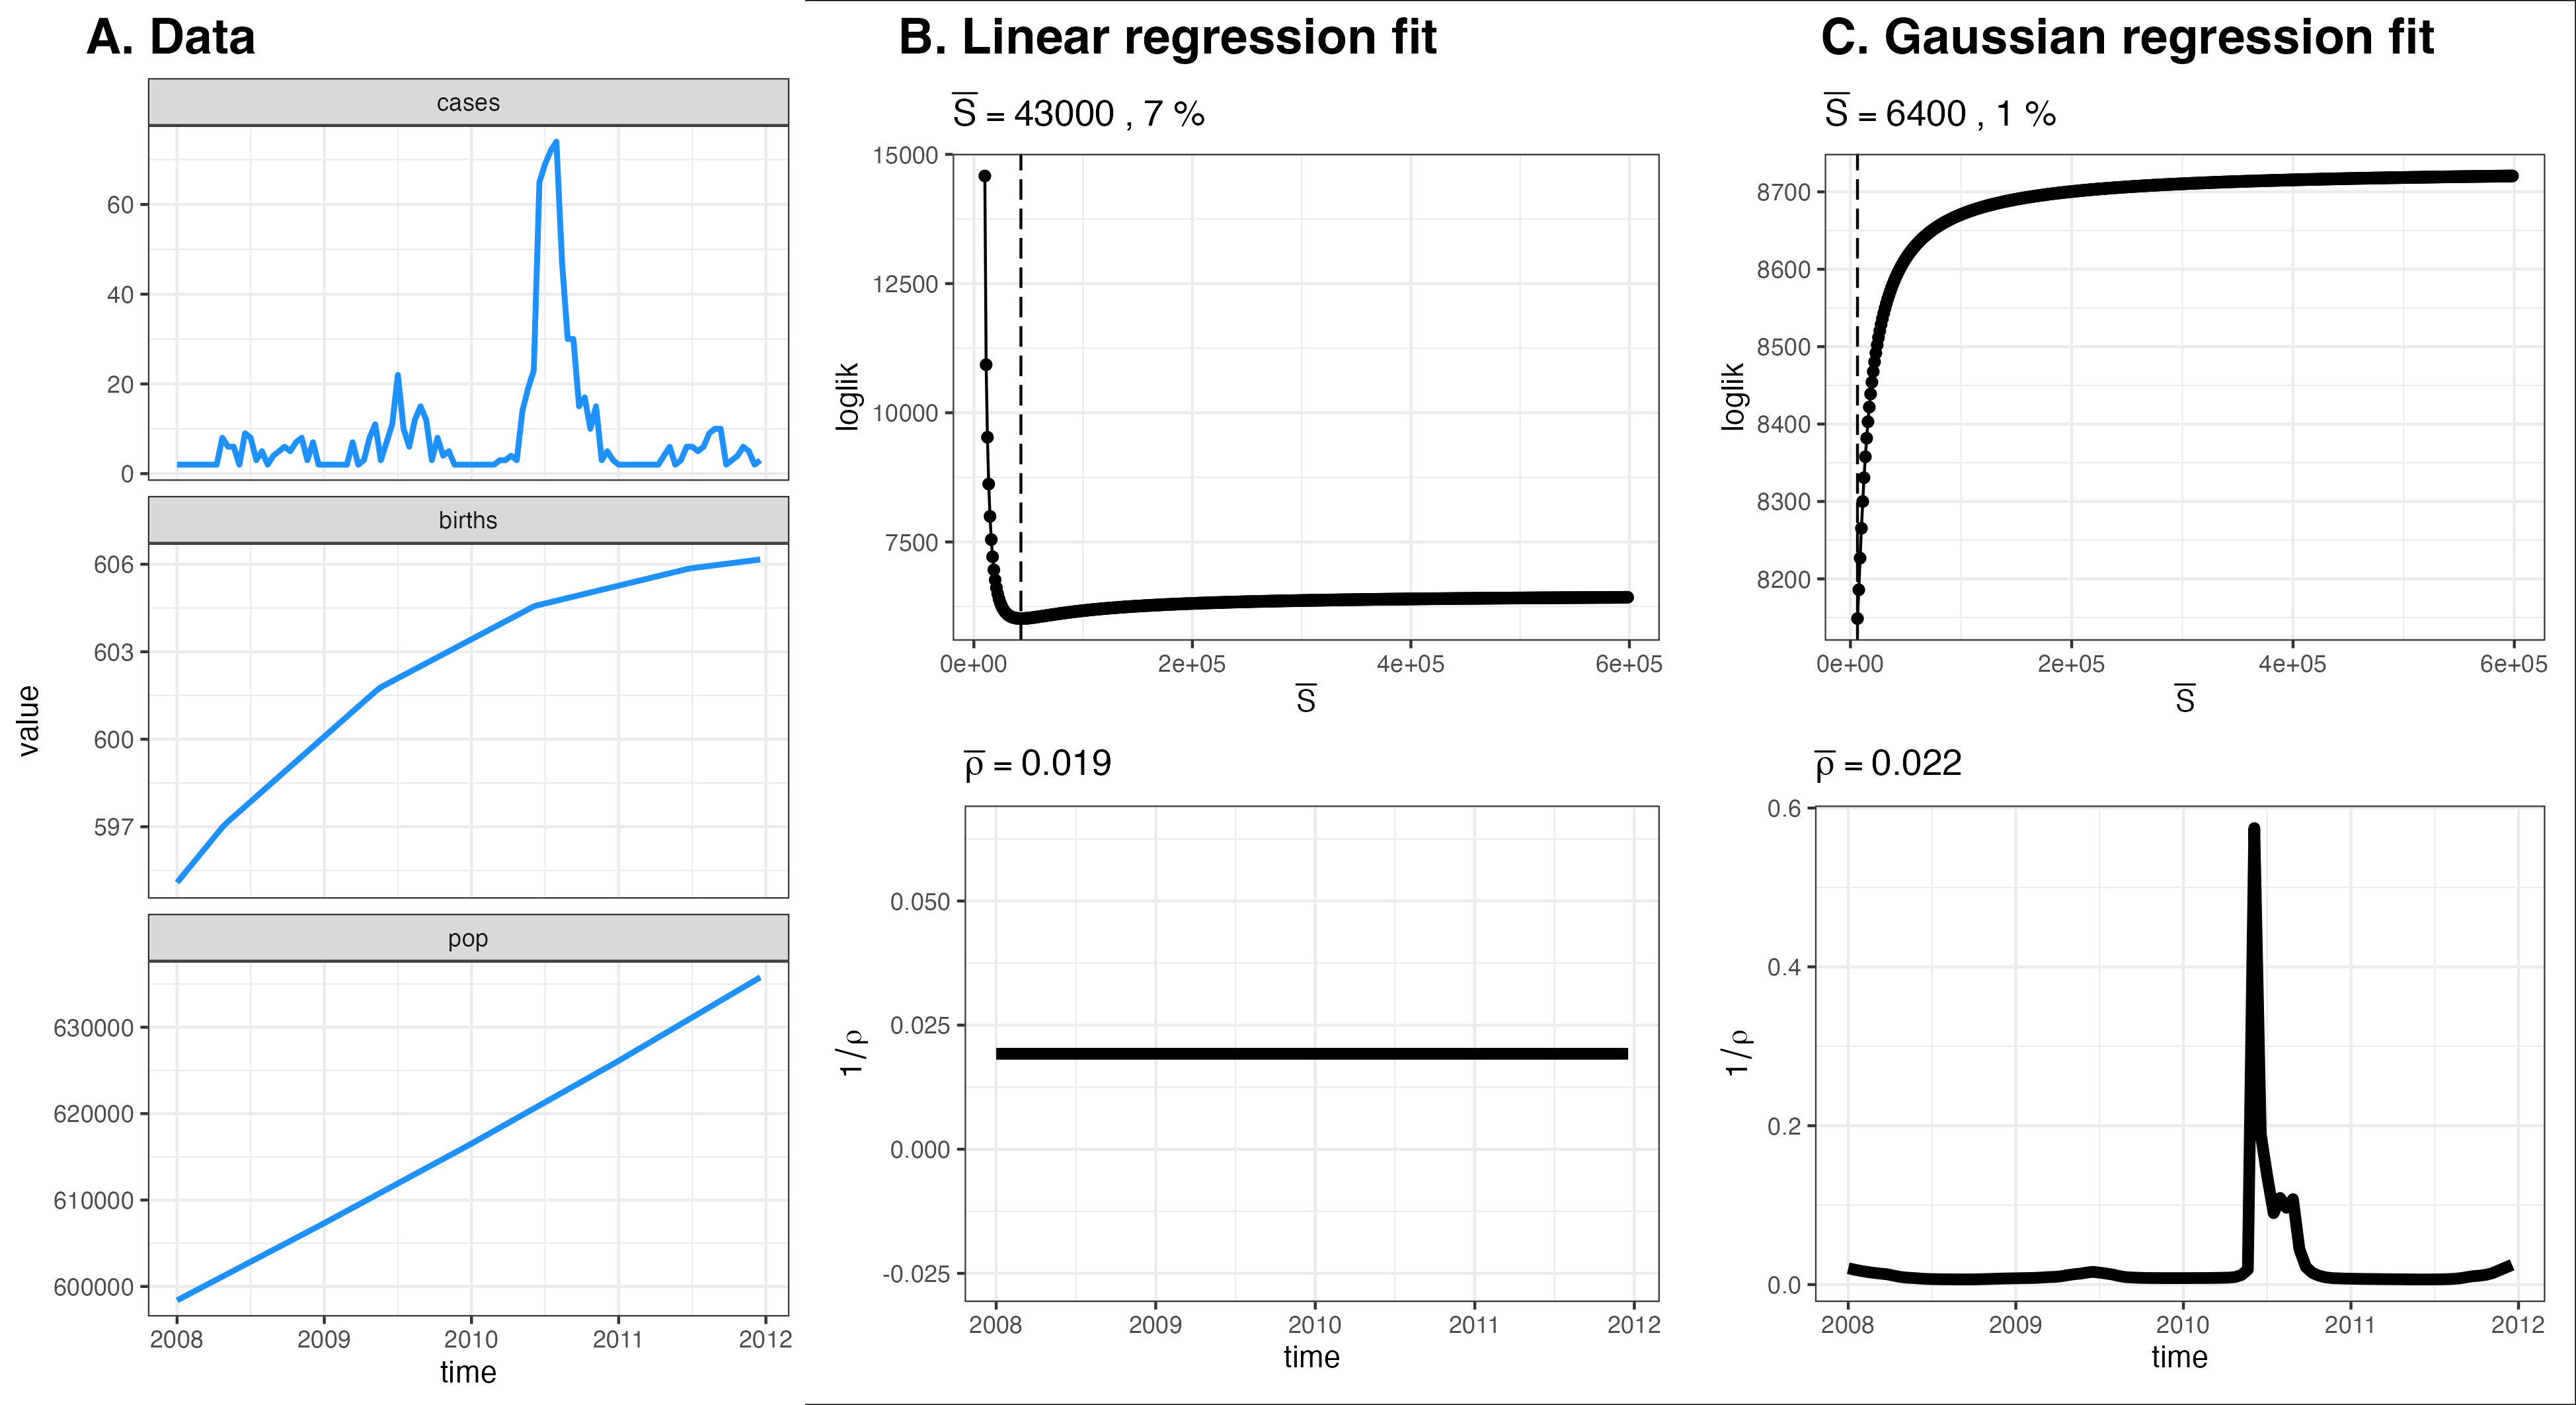 A. Data
cases
60
40
20
0
births
606
603
600
597
pop
630000
620000
610000
600000
2008 2009 2010 2011 2012
time
value
B. Linear regression fit
S̅ = 43000 , 7 %
15000
12500
10000
7500
loglik
0e+00 2e+05 4e+05 6e+05
S̅
ρ̅ = 0.019
0.050
0.025
0.000
-0.025
1/ρ
2008 2009 2010 2011 2012
time
C. Gaussian regression fit
S̅ = 6400 , 1 %
8700
8600
8500
8400
8300
8200
loglik
0e+00 2e+05 4e+05 6e+05
S̅
ρ̅ = 0.022
0.6
0.4
0.2
0.0
1/ρ
2008 2009 2010 2011 2012
time